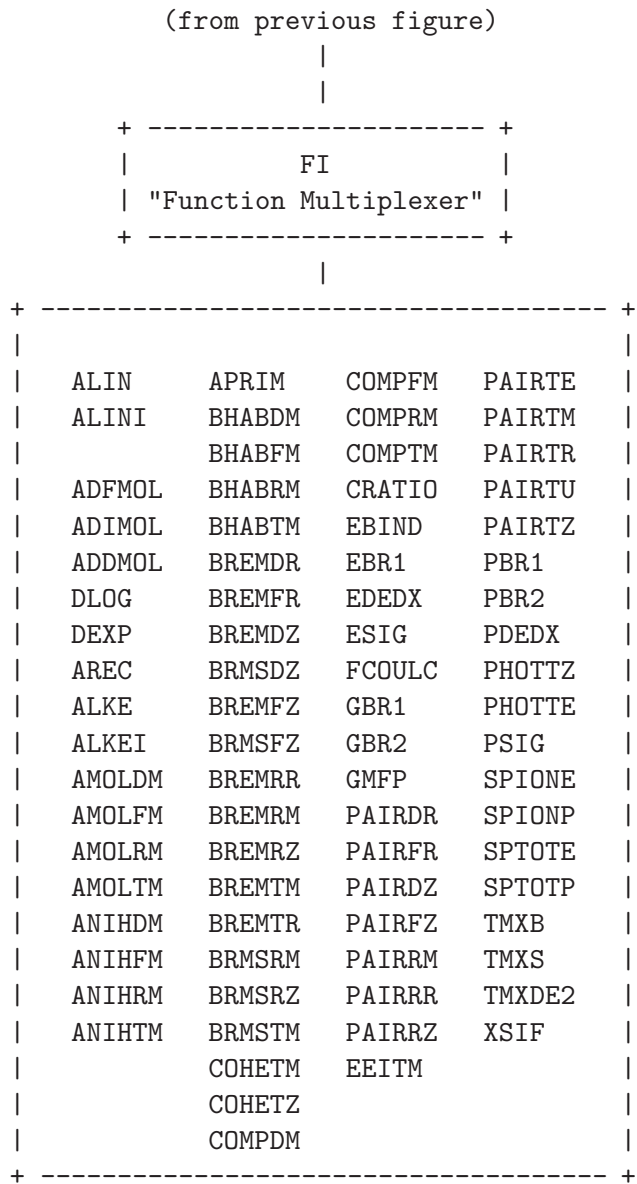 (from previous figure)
|
|
+ ---------------------- +
| FI |
| "Function Multiplexer" |
+ ---------------------- +
|
+ ------------------------------------- +
| |
| ALIN APRIM COMPFM PAIRTE |
| ALINI BHABDM COMPRM PAIRTM |
| BHABFM COMPTM PAIRTR |
| ADFMOL BHABRM CRATIO PAIRTU |
| ADIMOL BHABTM EBIND PAIRTZ |
| ADDMOL BREMDR EBR1 PBR1 |
| DLOG BREMFR EDEDX PBR2 |
| DEXP BREMDZ ESIG PDEDX |
| AREC BRMSDZ FCOULC PHOTTZ |
| ALKE BREMFZ GBR1 PHOTTE |
| ALKEI BRMSFZ GBR2 PSIG |
| AMOLDM BREMRR GMFP SPIONE |
| AMOLFM BREMRM PAIRDR SPIONP |
| AMOLRM BREMRZ PAIRFR SPTOTE |
| AMOLTM BREMTM PAIRDZ SPTOTP |
| ANIHDM BREMTR PAIRFZ TMXB |
| ANIHFM BRMSRM PAIRRM TMXS |
| ANIHRM BRMSRZ PAIRRR TMXDE2 |
| ANIHTM BRMSTM PAIRRZ XSIF |
| COHETM EEITM |
| COHETZ |
| COMPDM |
+ ------------------------------------- +